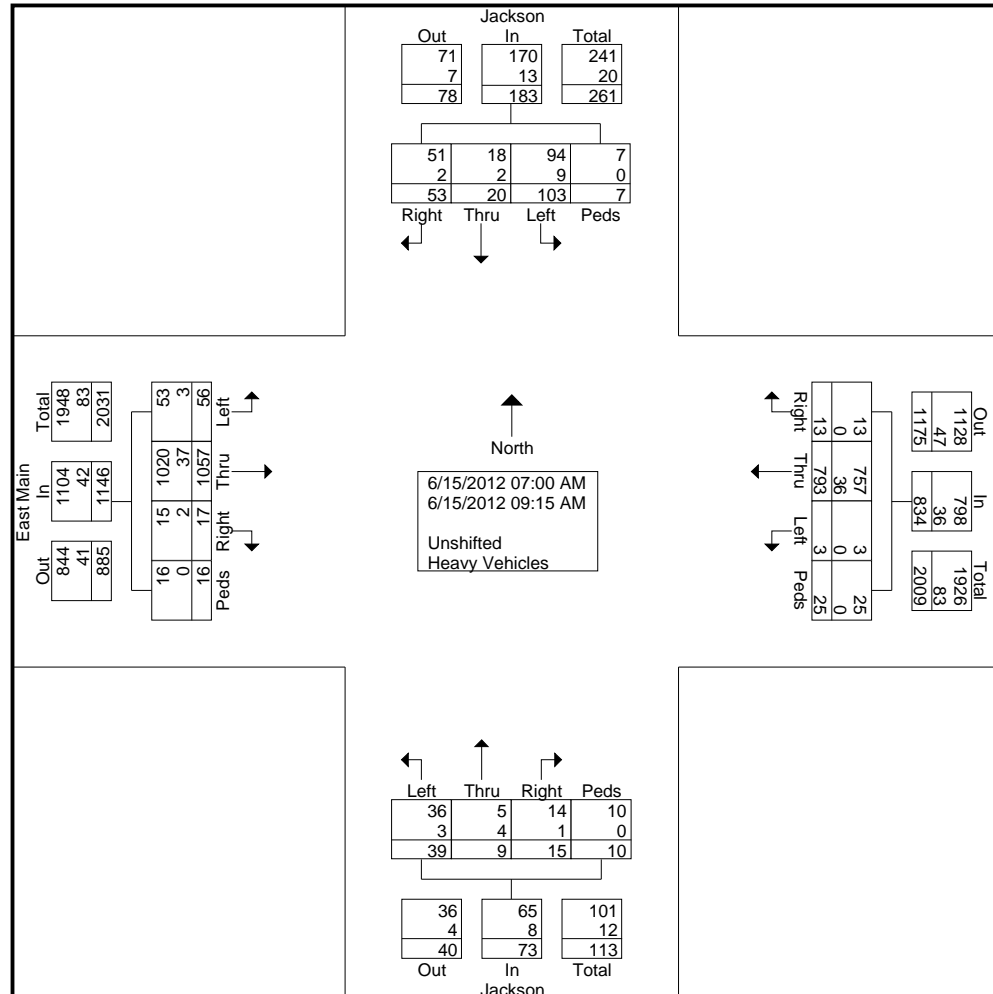 Jackson
Out In Total
71 170 241
7 13 20
78 183 261
51 18 94 7
2 2 9 0
53 20 103 7
Right Thru Left Peds
East Main
Total In Out
1948 1104 844
83 42 41
2031 1146 885
53 1020 15 16
3 37 2 0
56 1057 17 16
Left Thru Right Peds
North
6/15/2012 07:00 AM
6/15/2012 09:15 AM
Unshifted
Heavy Vehicles
Right Thru Left Peds
13 793 3 25
0 36 0 0
13 757 3 25
Out In Total
1128 798 1926
47 36 83
1175 834 2009
Left Thru Right Peds
36 5 14 10
3 4 1 0
39 9 15 10
36 65 101
4 8 12
40 73 113
Out In Total
Jackson